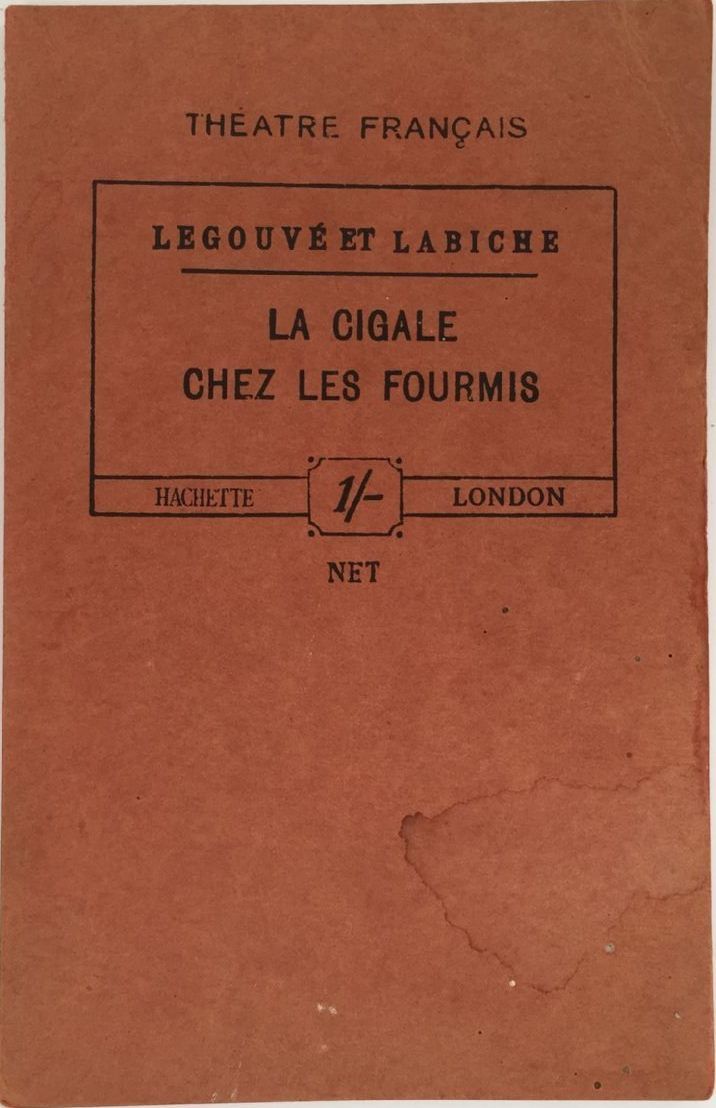 THÉATRE FRANÇAIS
LEGOUVÉ ET LABICHE
LA CIGALE
CHEZ LES FOURMIS
HACHETTE 1/- LONDON
NET